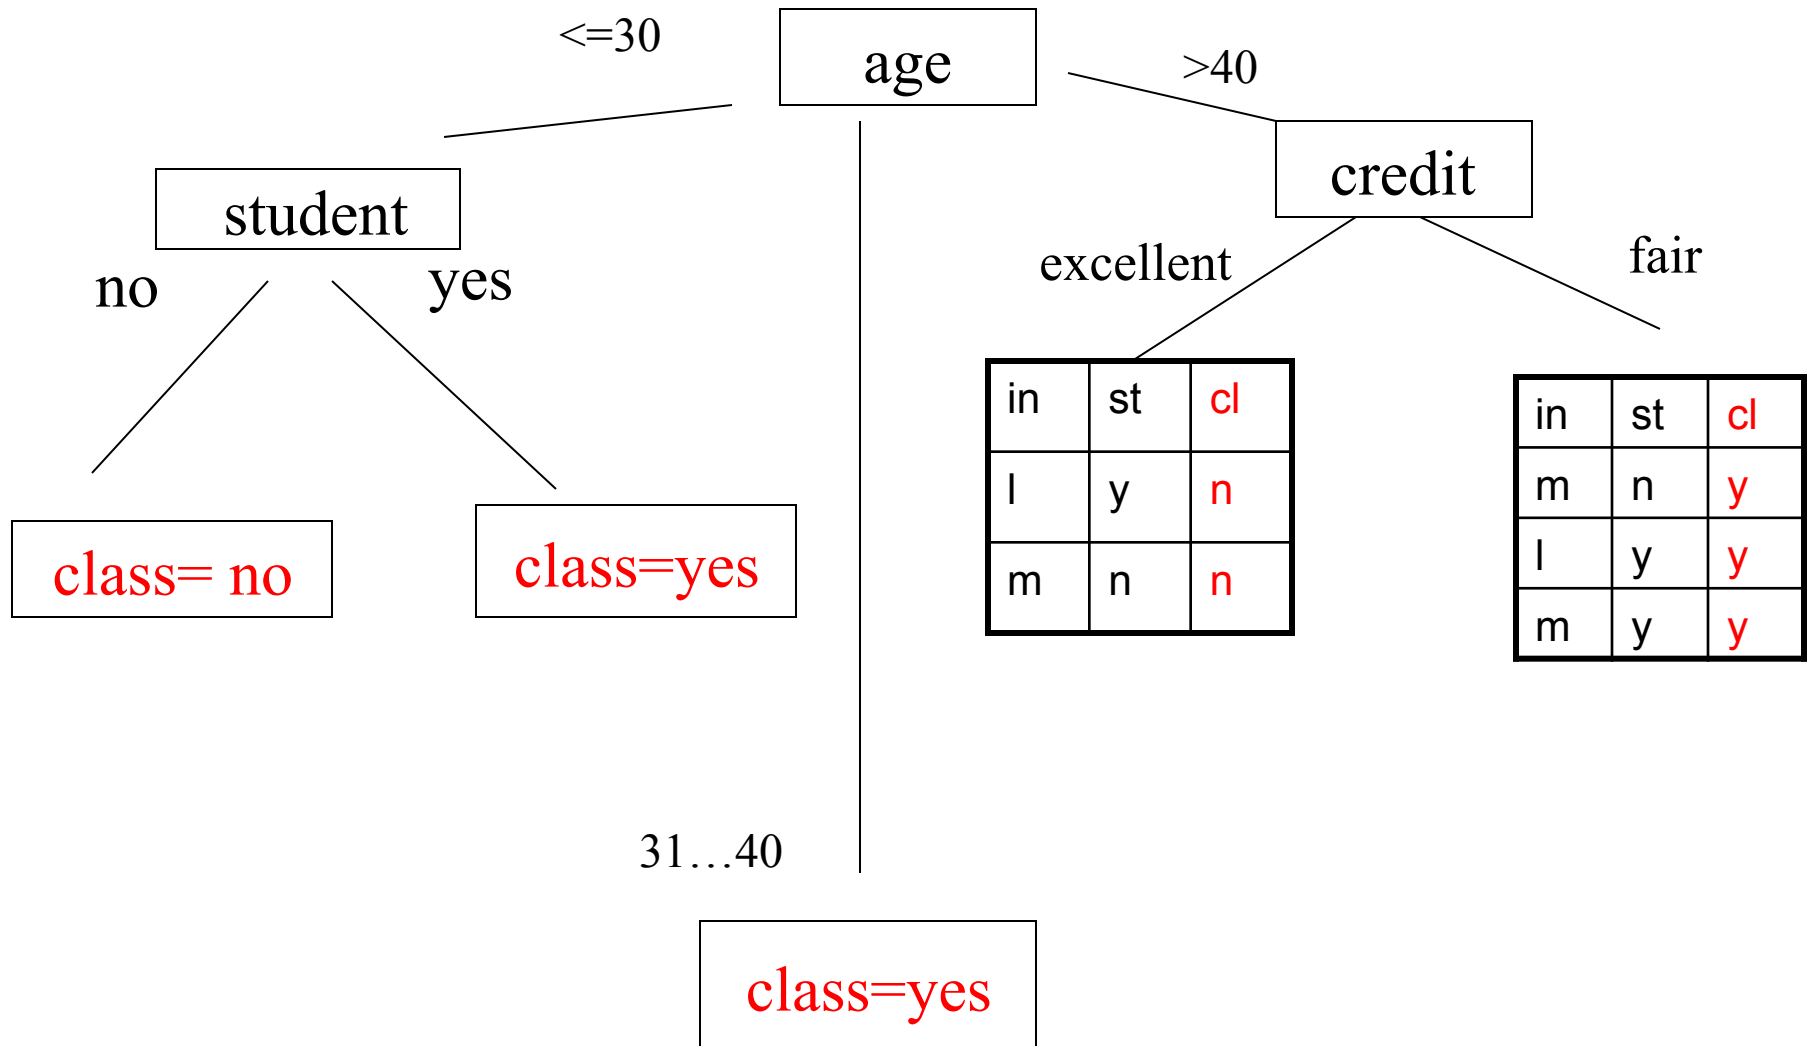 <=30
age
>40
student
credit
no
yes
excellent
fair
in st cl
l y n
m n n
in st cl
m n y
l y y
m y y
class= no
class=yes
31…40
class=yes